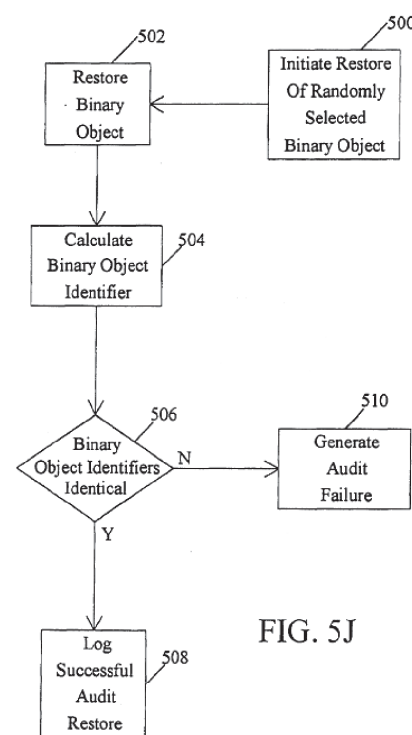 502
500
Restore
Binary
Object
Initiate Restore
Of Randomly
Selected
Binary Object
504
Calculate
Binary Object
Identifier
506
Binary
Object Identifiers
Identical
N
Y
510
Generate
Audit
Failure
FIG. 5J
508
Log
Successful
Audit
Restore